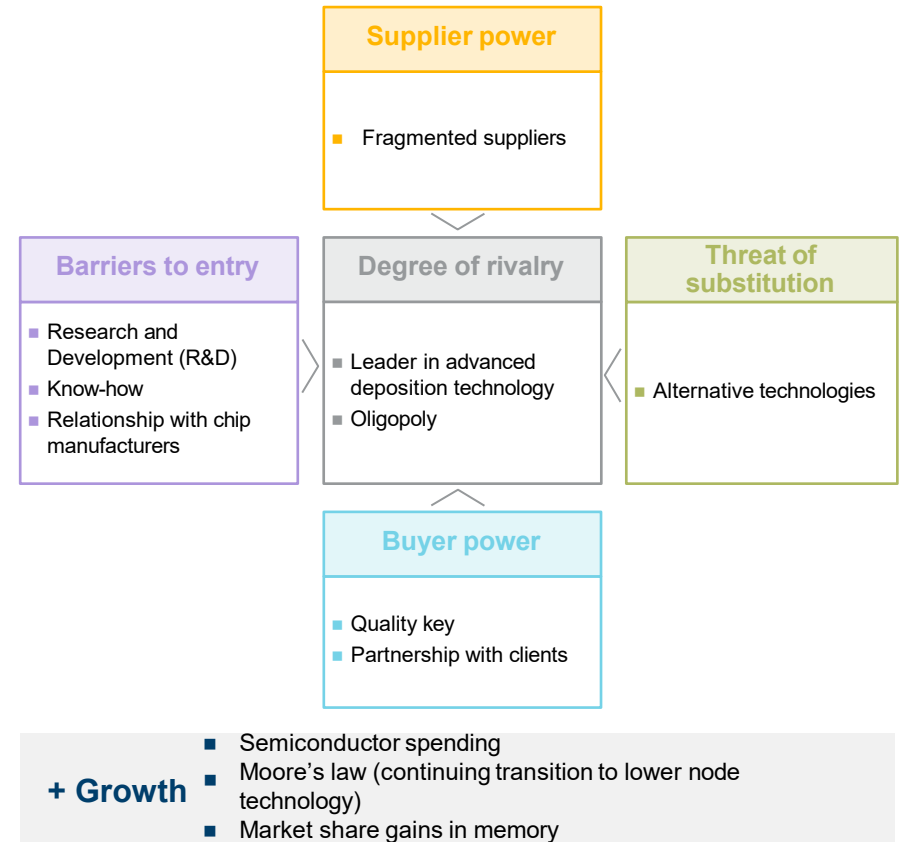 Supplier power
Fragmented suppliers
Barriers to entry
Research and
Development (R&D)
Know-how
Relationship with chip
manufacturers
Degree of rivalry
Leader in advanced
deposition technology
Oligopoly
Threat of
substitution
Alternative technologies
Buyer power
Quality key
Partnership with clients
+ Growth
Semiconductor spending
Moore's law (continuing transition to lower node
technology)
Market share gains in memory